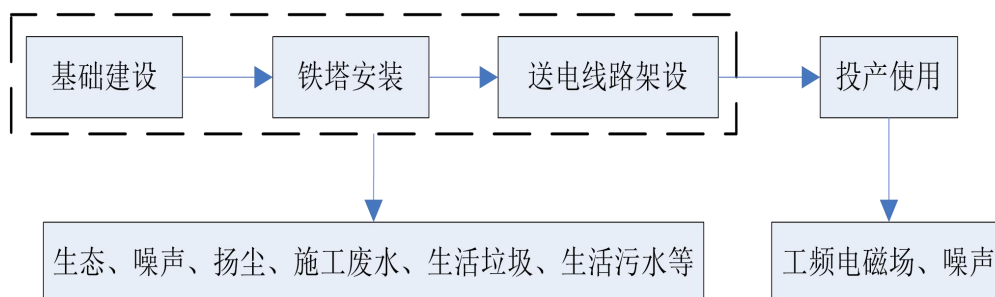 基础建设
铁塔安装
送电线路架设
投产使用
生态、噪声、扬尘、施工废水、生活垃圾、生活污水等
工频电磁场、噪声